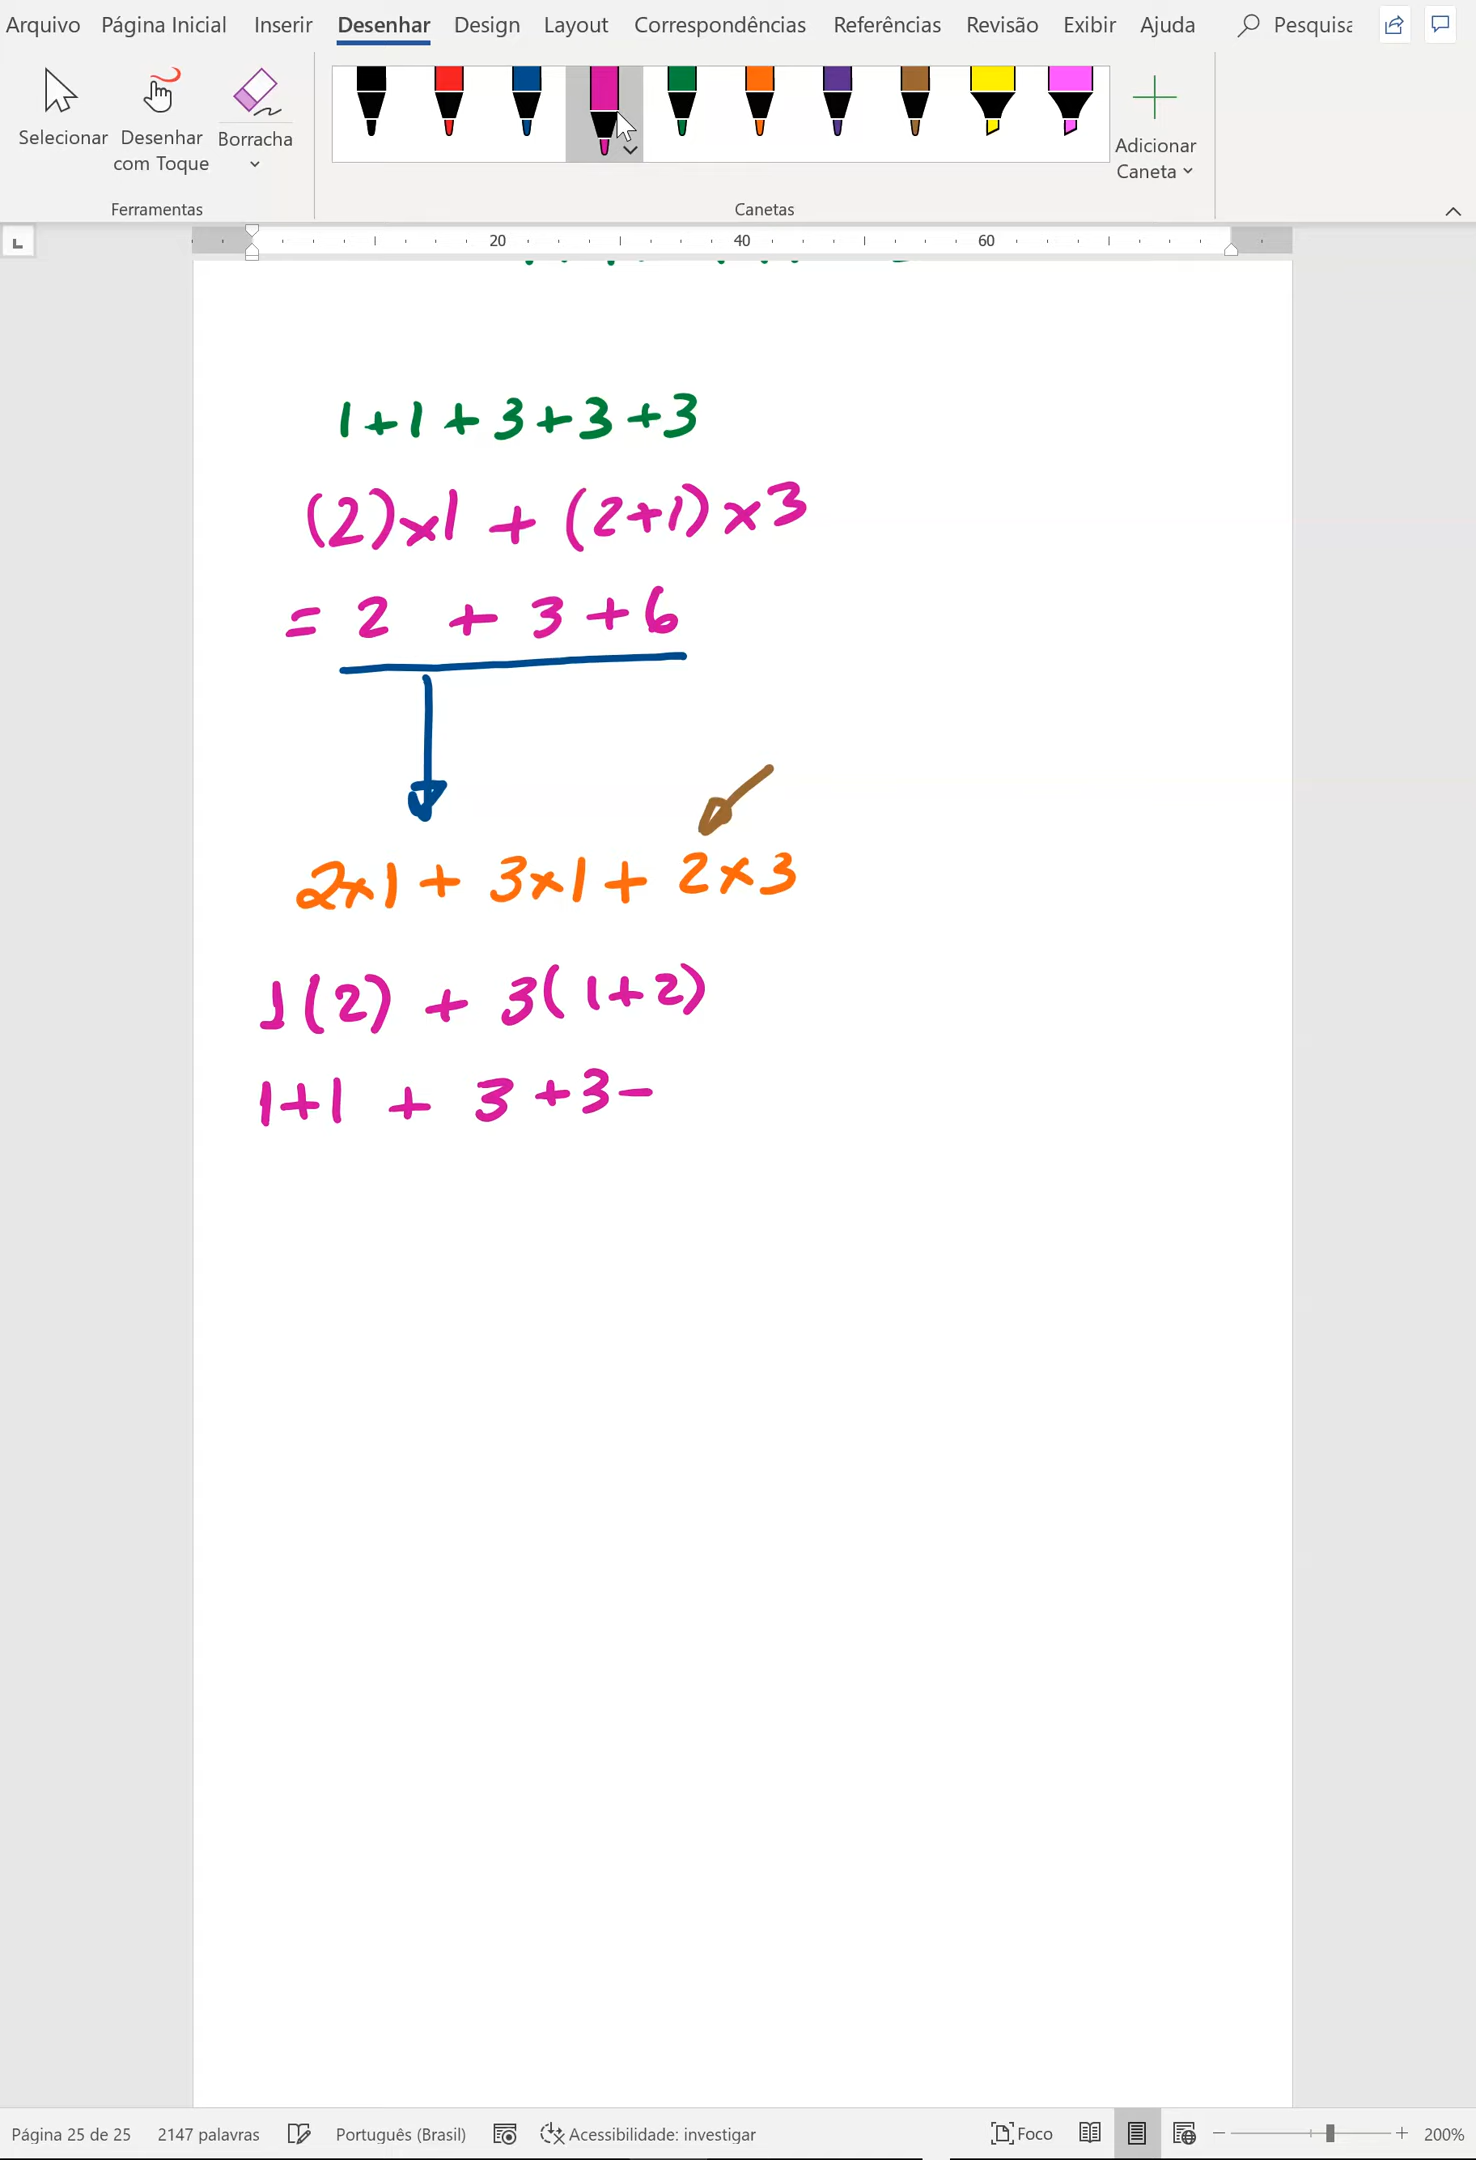 Arquivo Página Inicial Inserir Desenhar Design Layout Correspondências Referências Revisão Exibir Ajuda Pesquisa
Selecionar Desenhar com Toque Borracha Adicionar Caneta
Ferramentas Canetas
20 40 60
1+1+3+3+3
(2)×1 + (2+1)×3
= 2 + 3 + 6
2×1 + 3×1 + 2×3
1(2) + 3(1+2)
1+1 + 3 +3-
Página 25 de 25 2147 palavras Português (Brasil) Acessibilidade: investigar Foco 200%